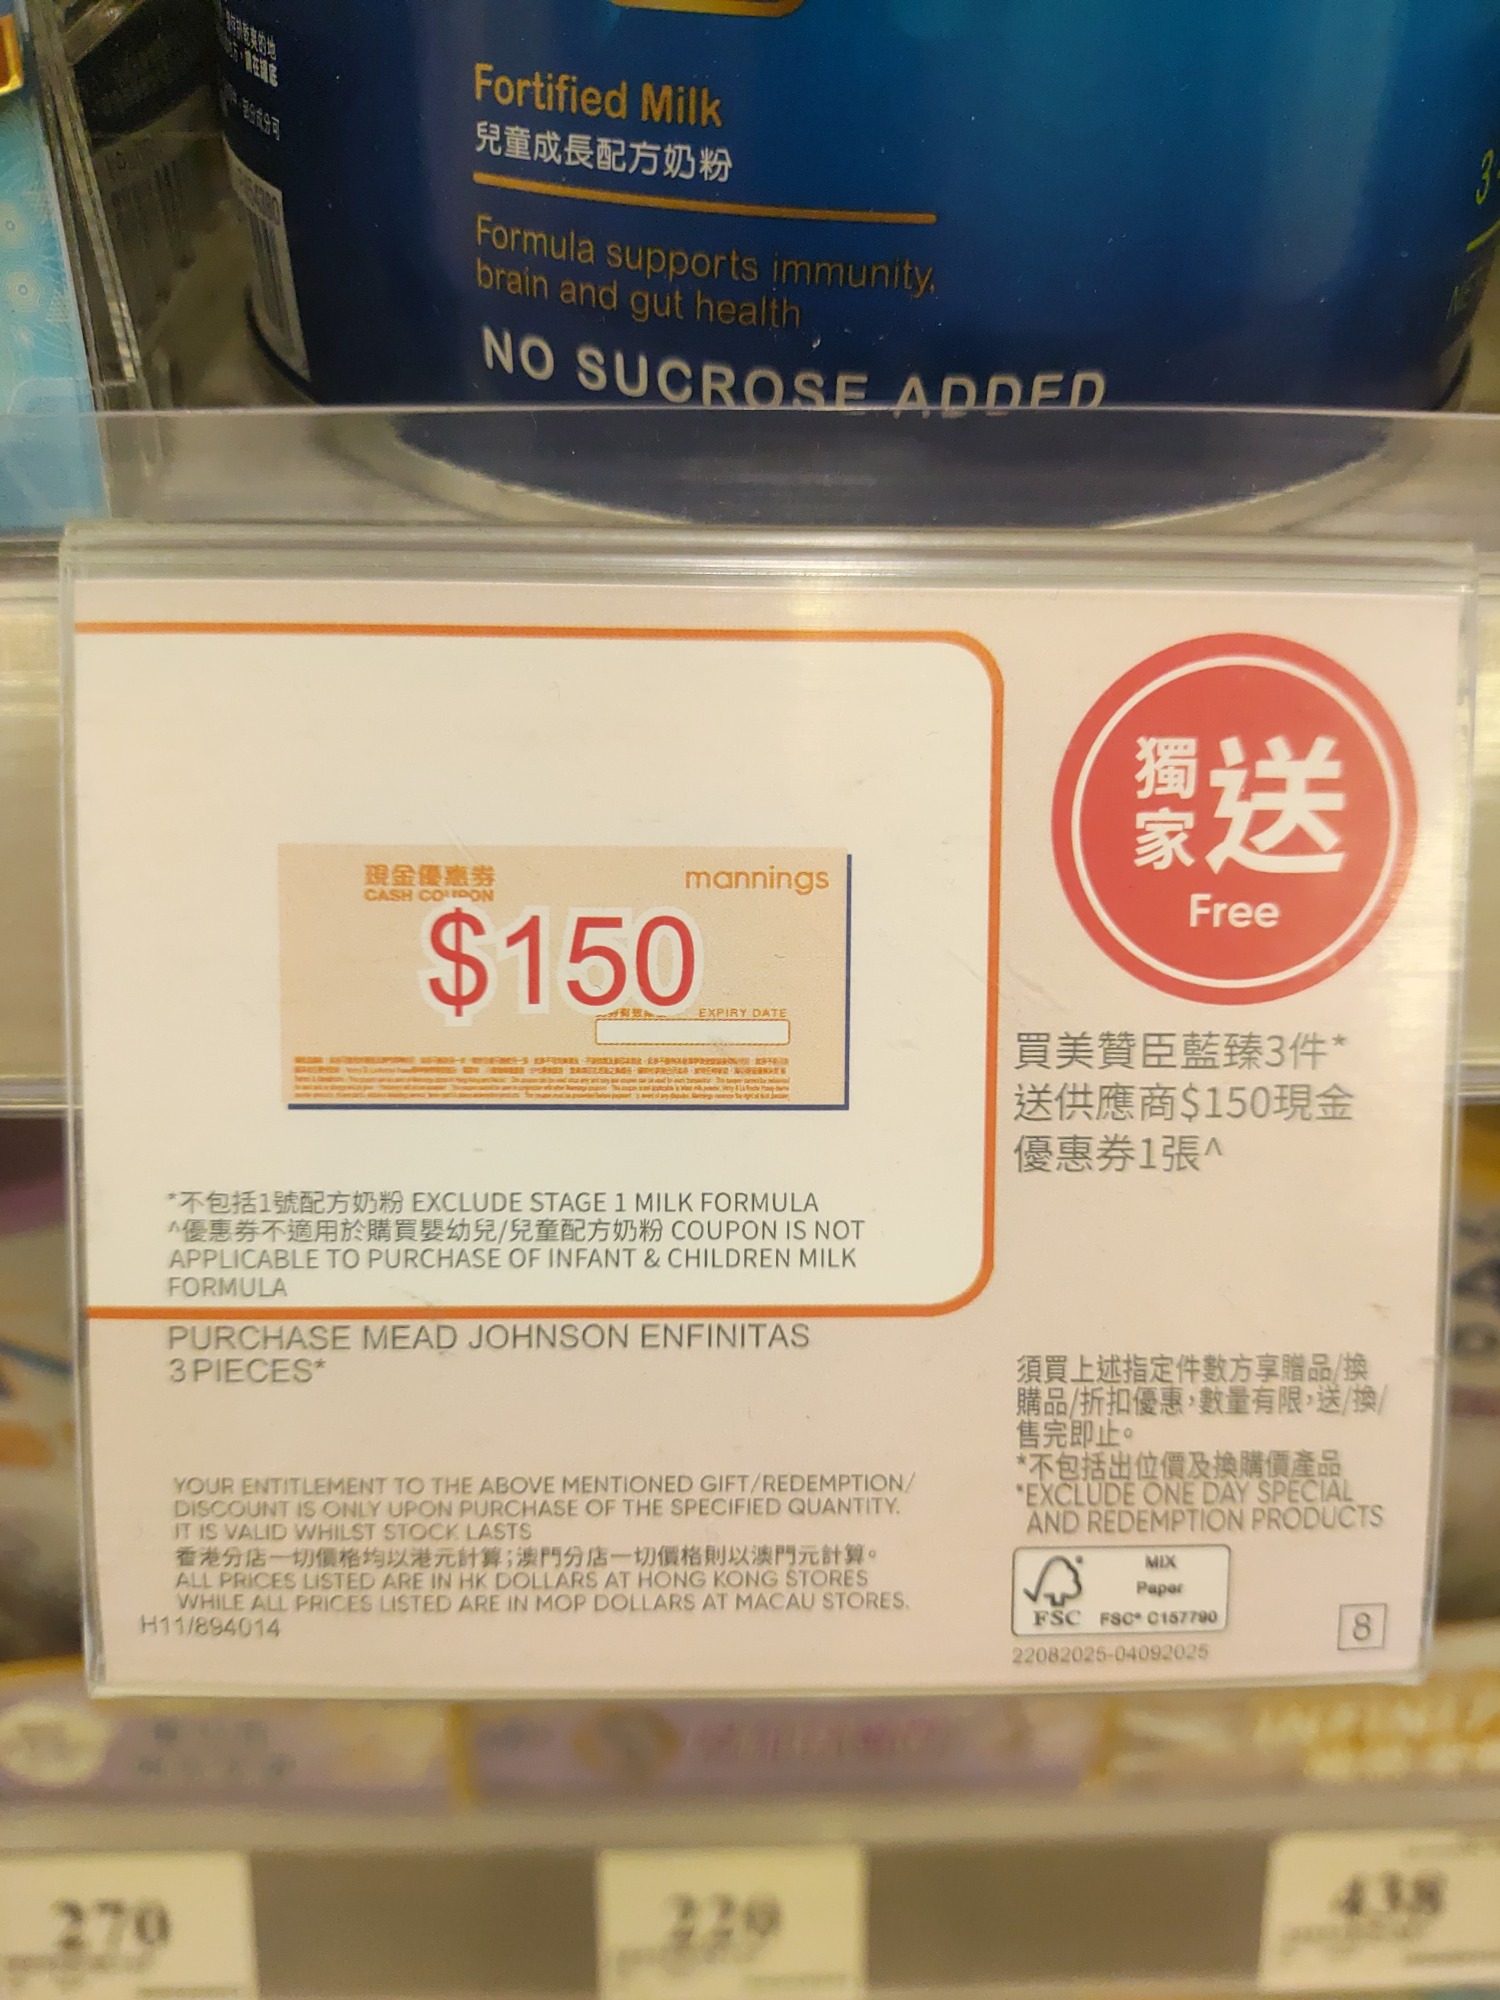 Fortified Milk
兒童成長配方奶粉
Formula supports immunity,
brain and gut health
NO SUCROSE ADDED
獨家送
Free
現金優惠券
CASH COUPON
mannings
$150
EXPIRY DATE
買美贊臣藍臻3件*
送供應商$150現金
優惠券1張^
*不包括1號配方奶粉 EXCLUDE STAGE 1 MILK FORMULA
^優惠券不適用於購買嬰幼兒/兒童配方奶粉 COUPON IS NOT
APPLICABLE TO PURCHASE OF INFANT & CHILDREN MILK
FORMULA
PURCHASE MEAD JOHNSON ENFINITAS
3 PIECES*
須買上述指定件數方享贈品/換
購品/折扣優惠，數量有限，送/換/
售完即止。
*不包括出位價及換購價產品
*EXCLUDE ONE DAY SPECIAL
AND REDEMPTION PRODUCTS
YOUR ENTITLEMENT TO THE ABOVE MENTIONED GIFT/REDEMPTION/
DISCOUNT IS ONLY UPON PURCHASE OF THE SPECIFIED QUANTITY.
IT IS VALID WHILST STOCK LASTS
香港分店一切價格均以港元計算；澳門分店一切價格則以澳門元計算。
ALL PRICES LISTED ARE IN HK DOLLARS AT HONG KONG STORES
WHILE ALL PRICES LISTED ARE IN MOP DOLLARS AT MACAU STORES.
H11/894014
MIX
Paper
FSC
FSC® C157790
22082025-04092025
8
270
220
438